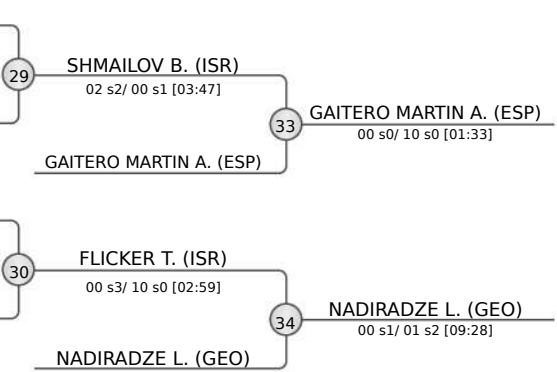 29
SHMAILOV B. (ISR)
02 s2/ 00 s1 [03:47]
33
GAITERO MARTIN A. (ESP)
00 s0/ 10 s0 [01:33]
GAITERO MARTIN A. (ESP)
30
FLICKER T. (ISR)
00 s3/ 10 s0 [02:59]
34
NADIRADZE L. (GEO)
00 s1/ 01 s2 [09:28]
NADIRADZE L. (GEO)